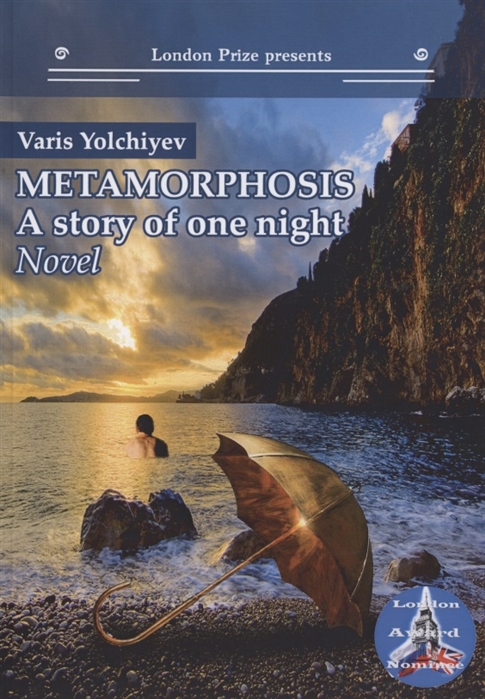 London Prize presents
Varis Yolchiyev
METAMORPHOSIS
A story of one night
Novel
London
Award
Nominee